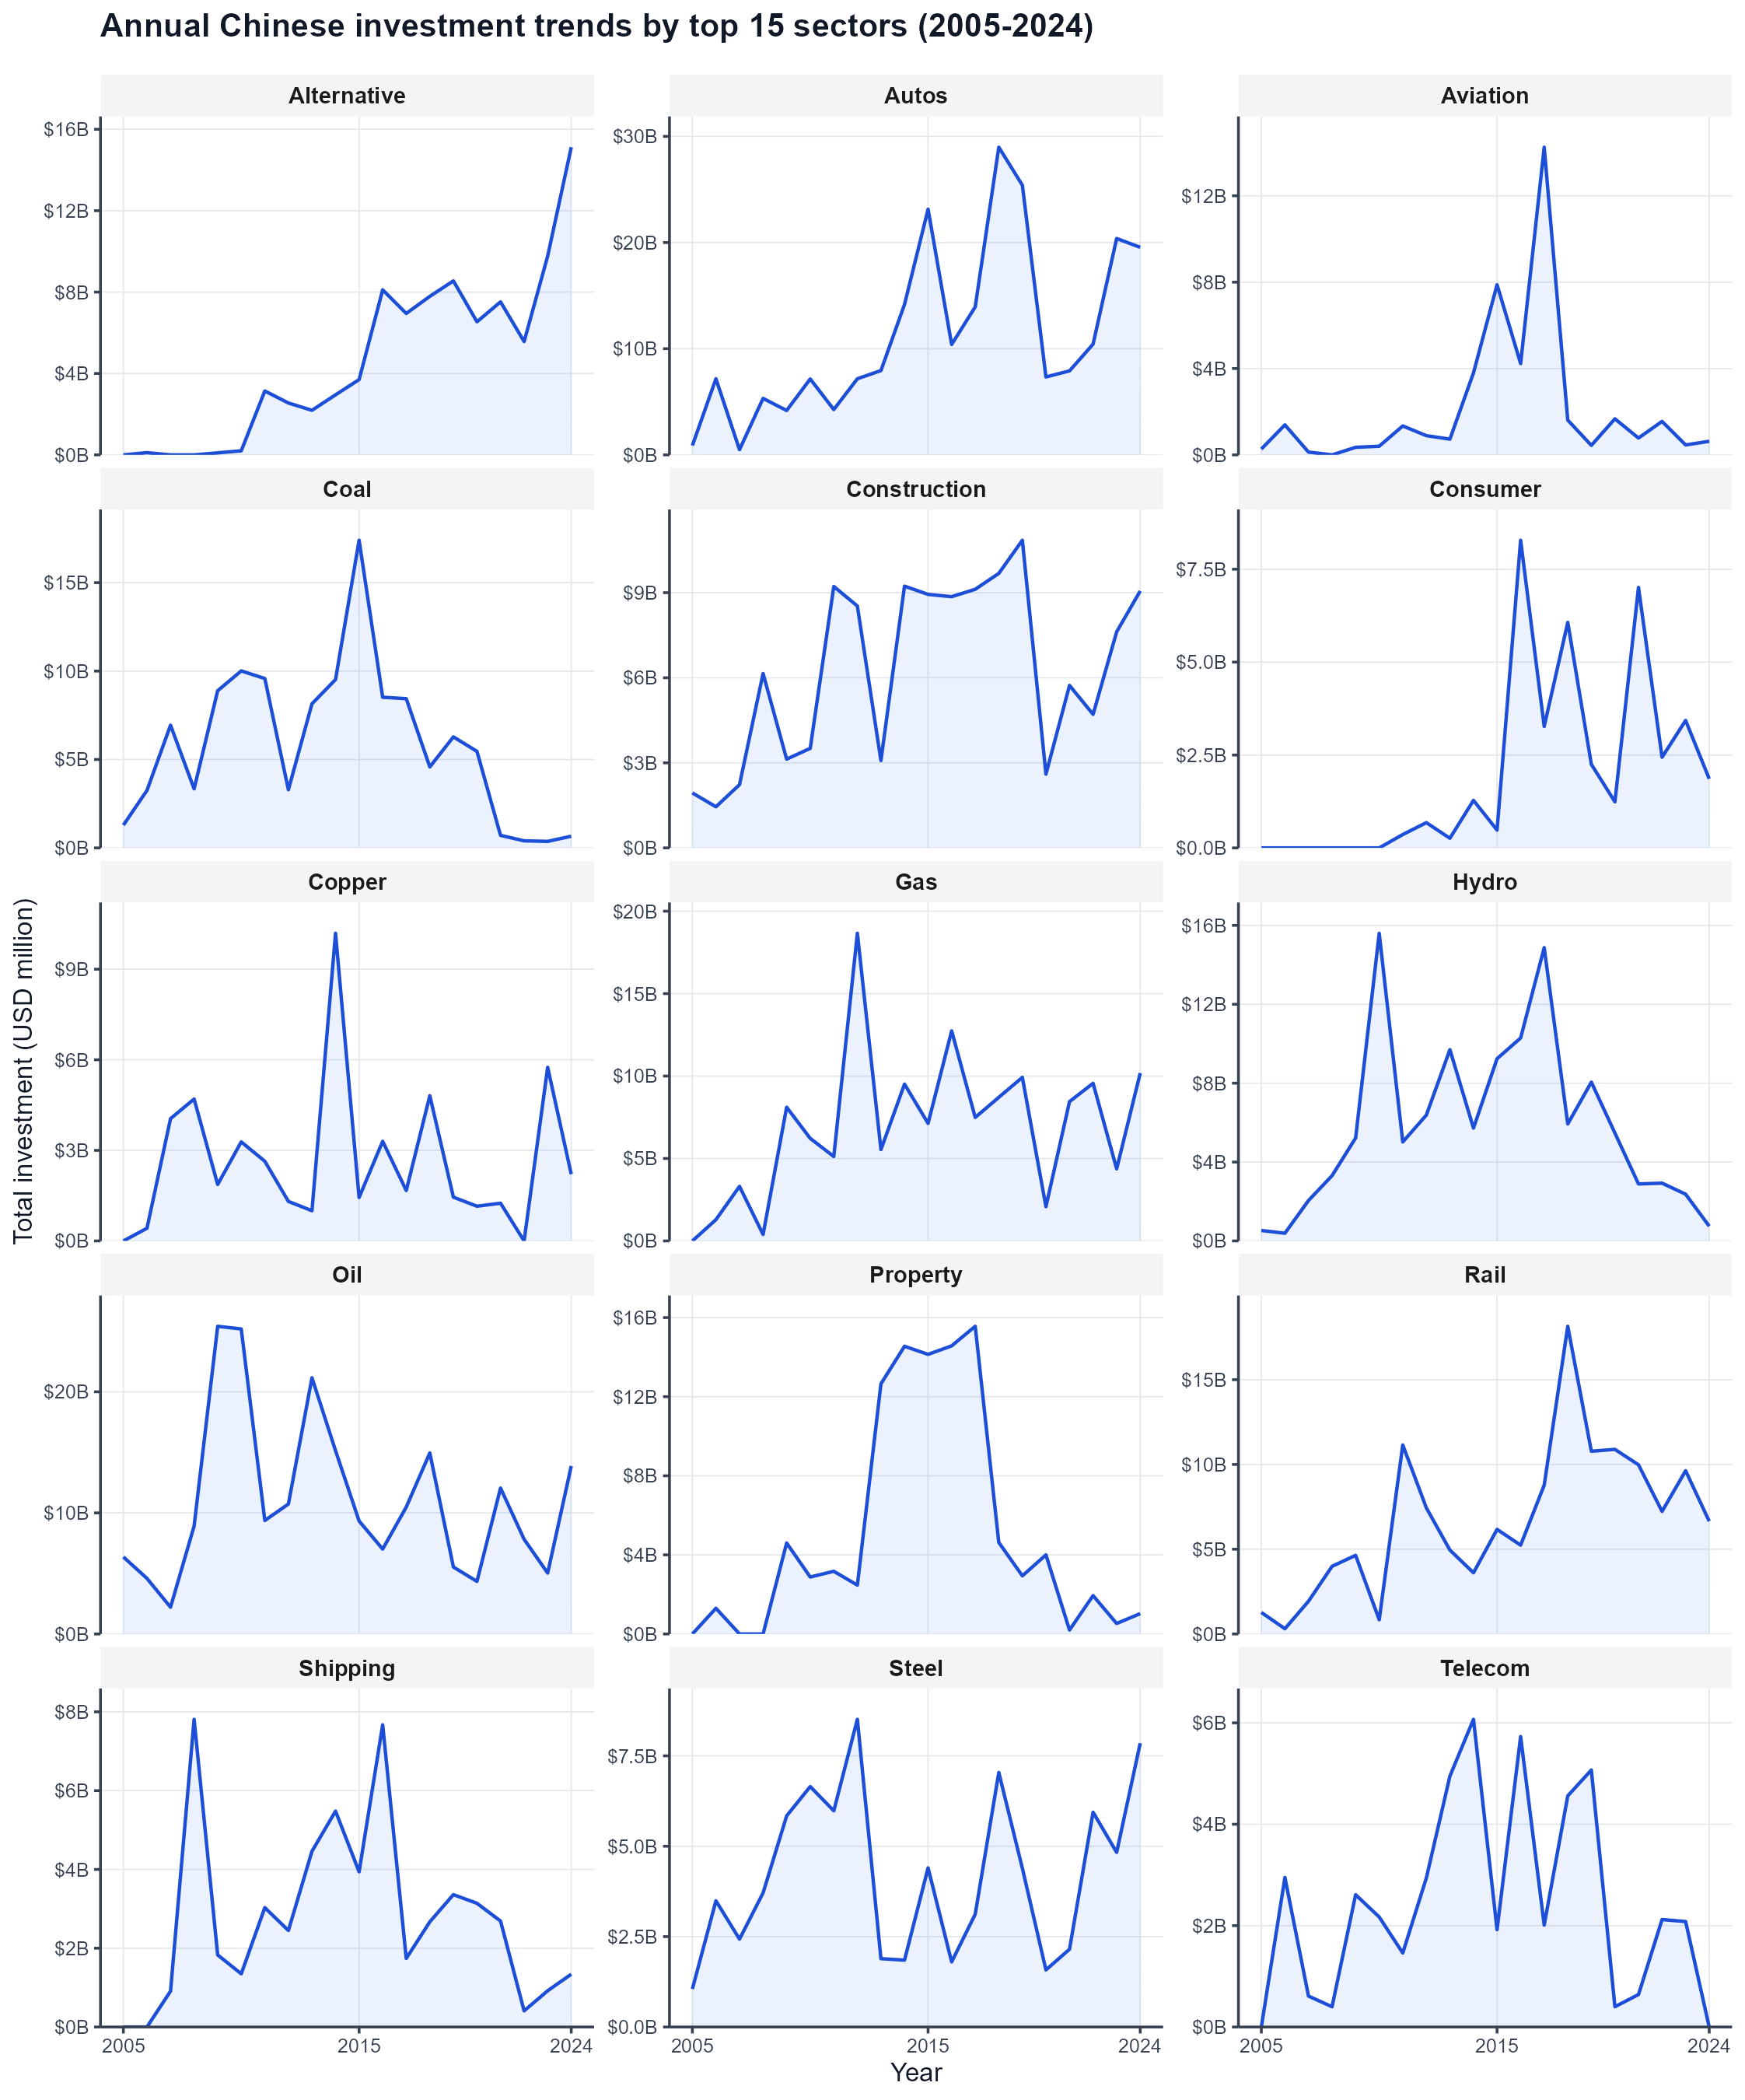 Annual Chinese investment trends by top 15 sectors (2005-2024)
Alternative
Autos
Aviation
$16B
$12B
$8B
$4B
$0B
$30B
$20B
$10B
$0B
$12B
$8B
$4B
$0B
Coal
Construction
Consumer
$15B
$10B
$5B
$0B
$9B
$6B
$3B
$0B
$7.5B
$5.0B
$2.5B
$0.0B
Copper
Gas
Hydro
$9B
$6B
$3B
$0B
$20B
$15B
$10B
$5B
$0B
$16B
$12B
$8B
$4B
$0B
Total investment (USD million)
Oil
Property
Rail
$20B
$10B
$0B
$16B
$12B
$8B
$4B
$0B
$15B
$10B
$5B
$0B
Shipping
Steel
Telecom
$8B
$6B
$4B
$2B
$0B
$7.5B
$5.0B
$2.5B
$0.0B
$6B
$4B
$2B
$0B
2005 2015 2024
2005 2015 2024
2005 2015 2024
Year